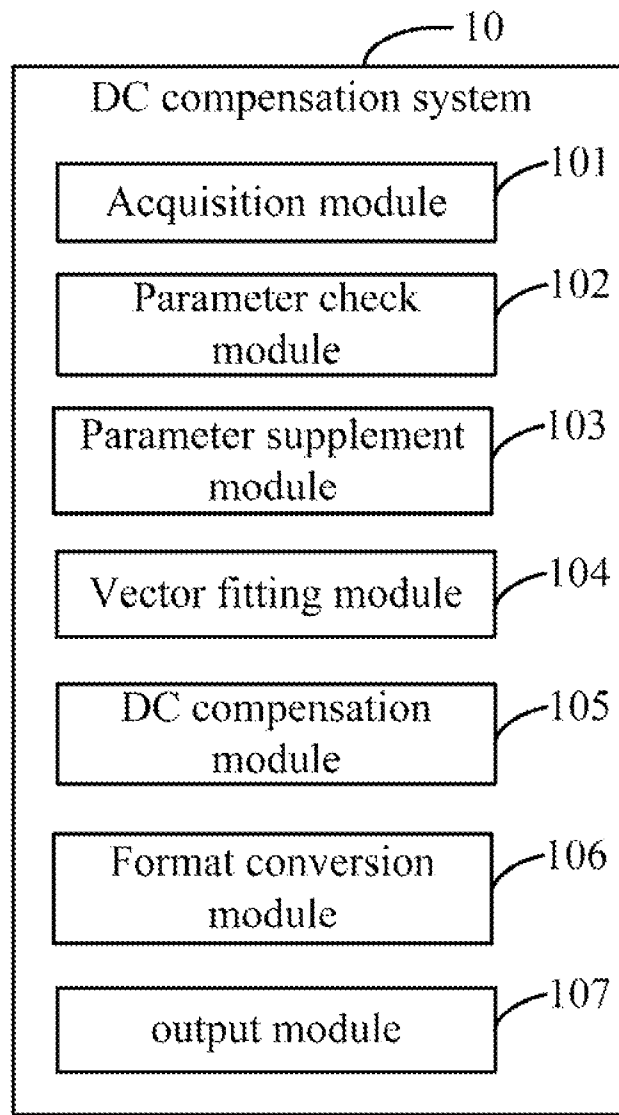 10
DC compensation system
101
Acquisition module
102
Parameter check
module
103
Parameter supplement
module
104
Vector fitting module
105
DC compensation
module
106
Format conversion
module
107
output module